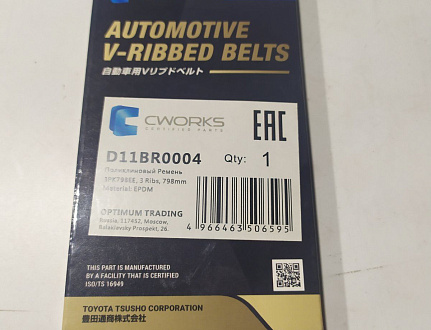 AUTOMOTIVE
V-RIBBED BELTS
自動車用Vリブドベルト
CWORKS
CERTIFIED PARTS
EAC
D11BR0004 Qty: 1
Поликлиновый Ремень
3 Ribs, 798mm
Material: EPDM
OPTIMUM TRADING
Russia, 117452, Moscow,
Balaclavsky Prospekt, 26.
4 966463 506595
THIS PART IS MANUFACTURED
BY A FACILITY THAT IS CERTIFIED
ISO/TS 16949
TOYOTA TSUSHO CORPORATION
豊田通商株式会社